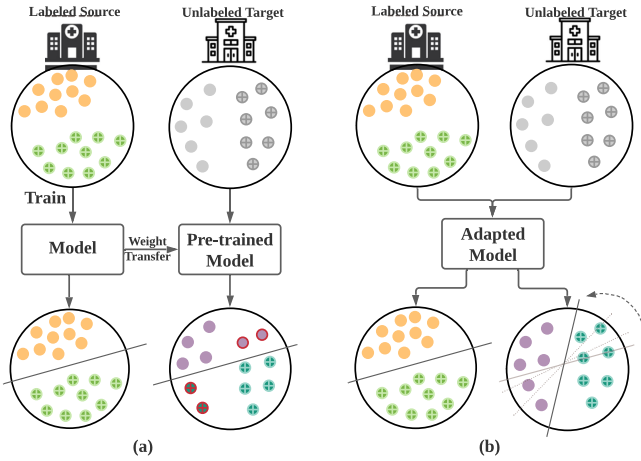 Labeled Source
Unlabeled Target
Train
Model
Weight
Transfer
Pre-trained
Model
(a)
Labeled Source
Unlabeled Target
Adapted
Model
(b)